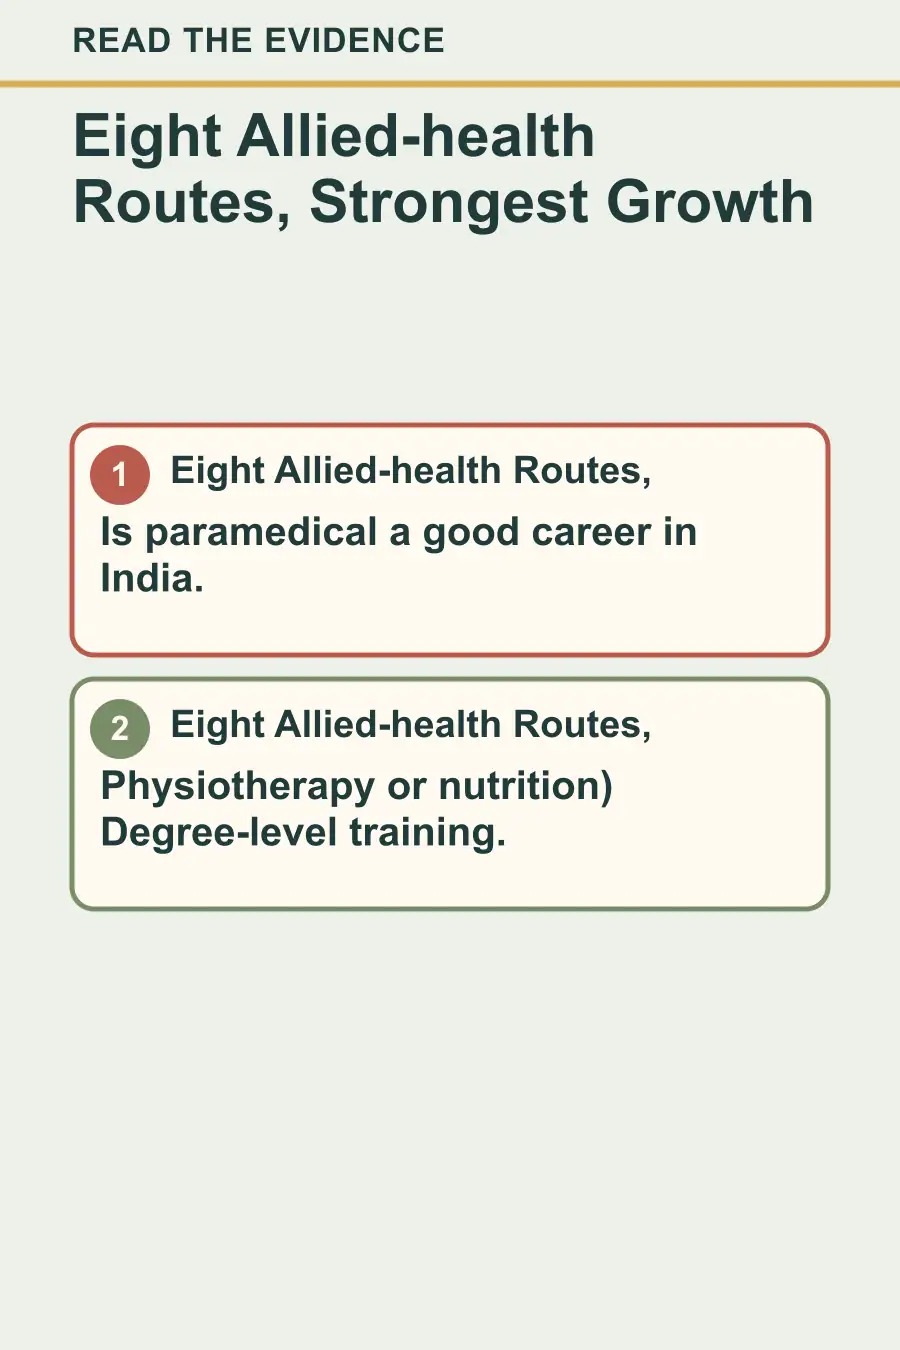 READ THE EVIDENCE
Eight Allied-health
Routes, Strongest Growth
1 Eight Allied-health Routes,
Is paramedical a good career in
India.
2 Eight Allied-health Routes,
Physiotherapy or nutrition)
Degree-level training.